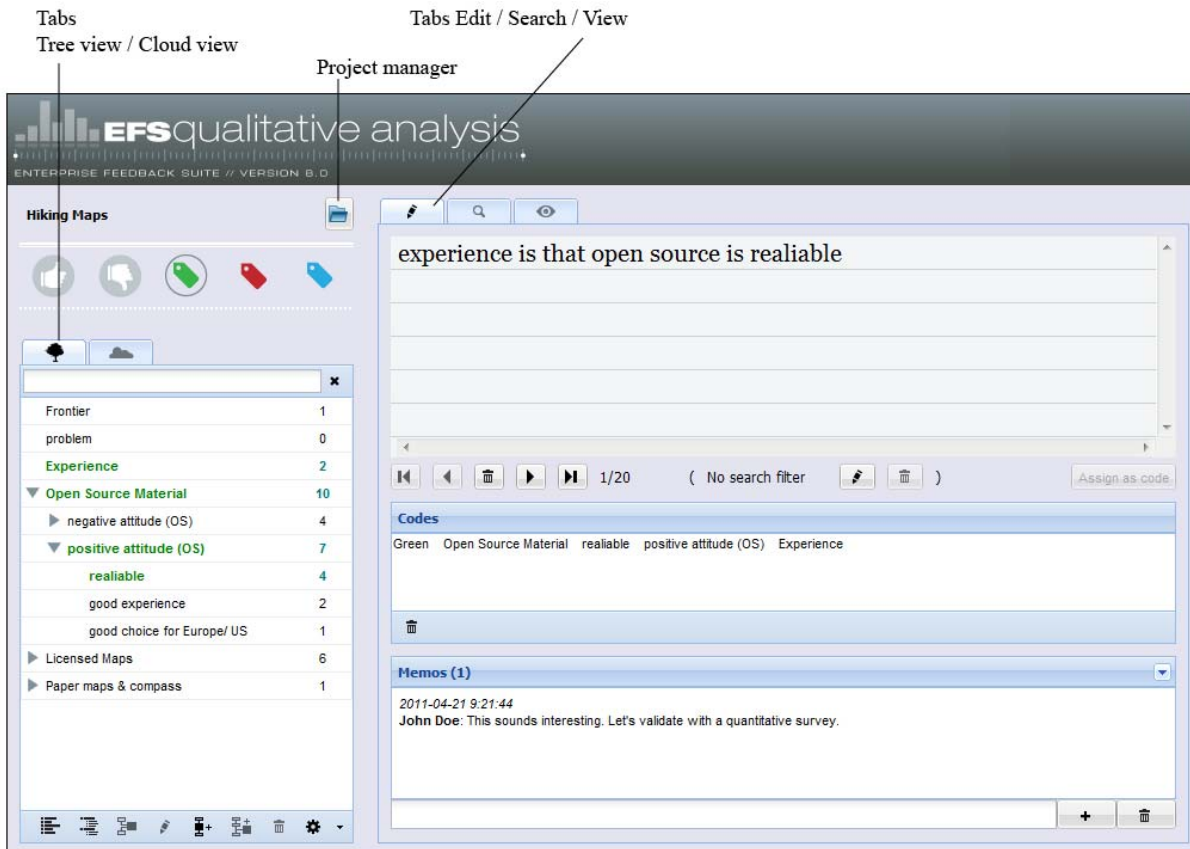 Tabs
Tree view / Cloud view
Tabs Edit / Search / View
Project manager
EFSqualitative analysis
ENTERPRISE FEEDBACK SUITE // VERSION 8.0
Hiking Maps
experience is that open source is realiable
Frontier 1
problem 0
Experience 2
Open Source Material 10
negative attitude (OS) 4
positive attitude (OS) 7
realiable 4
good experience 2
good choice for Europe/ US 1
Licensed Maps 6
Paper maps & compass 1
1/20 ( No search filter )
Assign as code
Codes
Green Open Source Material realiable positive attitude (OS) Experience
Memos (1)
2011-04-21 9:21:44
John Doe: This sounds interesting. Let's validate with a quantitative survey.